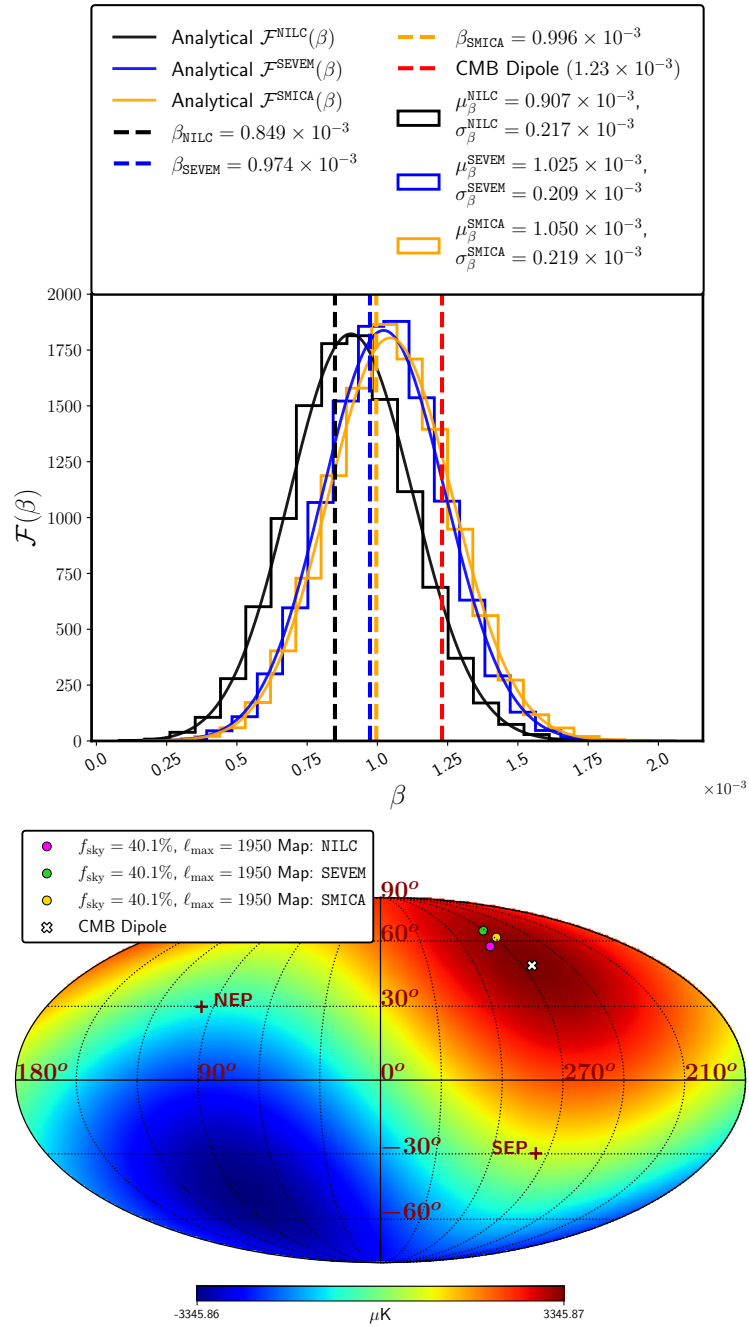 Analytical 𝓕^NILC(β)
Analytical 𝓕^SEVEM(β)
Analytical 𝓕^SMICA(β)
β_NILC = 0.849 × 10⁻³
β_SEVEM = 0.974 × 10⁻³
β_SMICA = 0.996 × 10⁻³
CMB Dipole (1.23 × 10⁻³)
μ_β^NILC = 0.907 × 10⁻³,
σ_β^NILC = 0.217 × 10⁻³
μ_β^SEVEM = 1.025 × 10⁻³,
σ_β^SEVEM = 0.209 × 10⁻³
μ_β^SMICA = 1.050 × 10⁻³,
σ_β^SMICA = 0.219 × 10⁻³
2000
1750
1500
1250
1000
750
500
250
0
𝓕(β)
0.0 0.5 0.5 1.0 1.25 1.5 2.0
×10⁻³
β
f_sky = 40.1%, ℓ_max = 1950 Map: NILC
f_sky = 40.1%, ℓ_max = 1950 Map: SEVEM
f_sky = 40.1%, ℓ_max = 1950 Map: SMICA
CMB Dipole
90°
60°
NEP 30°
180° 90° 0° 270° 210°
SEP −30°
−60°
-3345.86 μK 3345.87